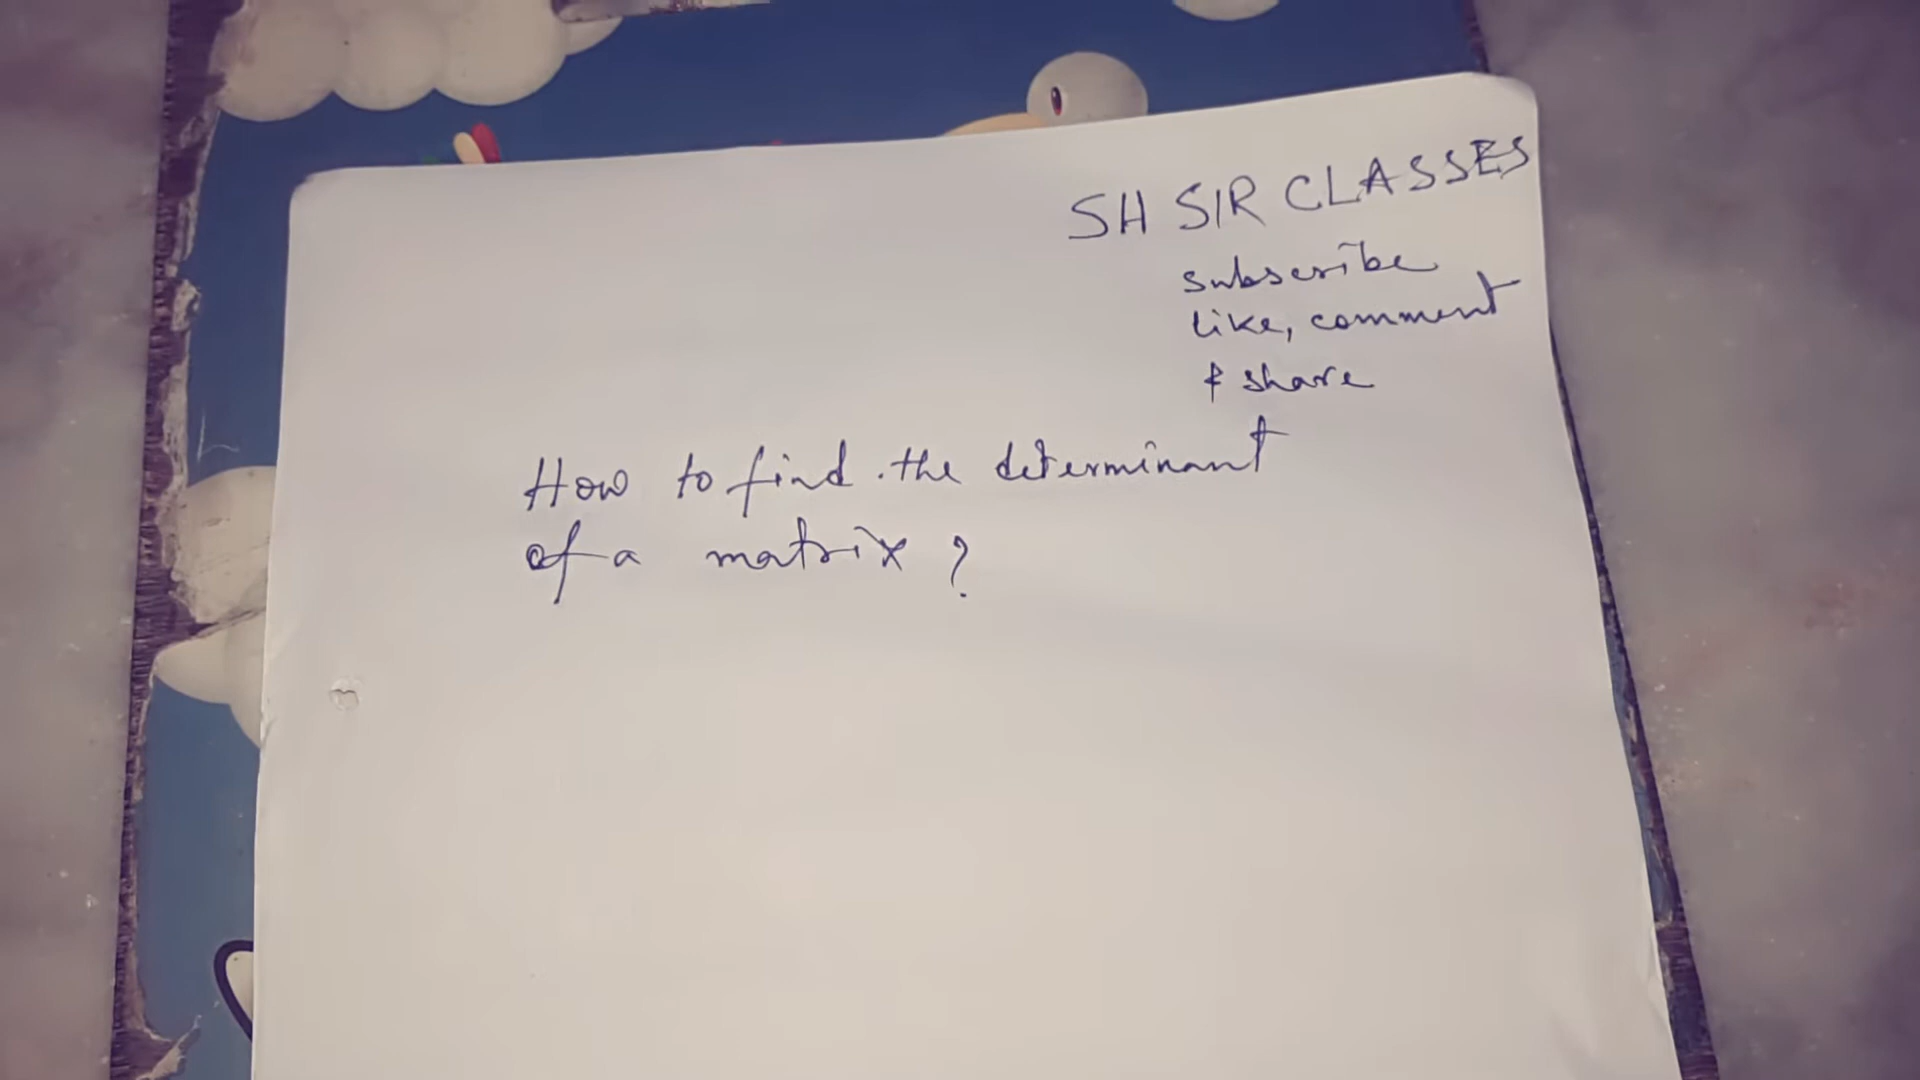 SH SIR CLASSES
subscribe
like, comment
& share
How to find the determinant
of a matrix ?